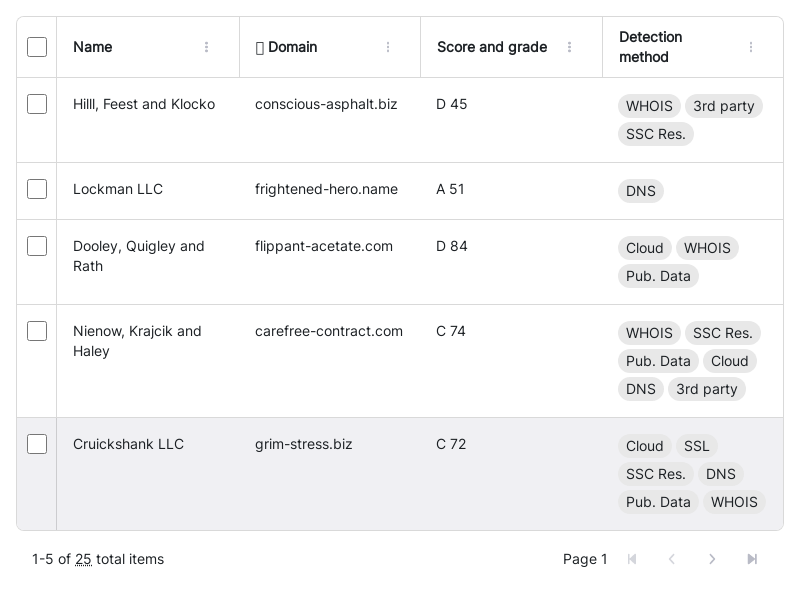 Name
Domain
Score and grade
Detection
method
Hilll, Feest and Klocko
conscious-asphalt.biz
D 45
WHOIS 3rd party
SSC Res.
Lockman LLC
frightened-hero.name
A 51
DNS
Dooley, Quigley and
Rath
flippant-acetate.com
D 84
Cloud WHOIS
Pub. Data
Nienow, Krajcik and
Haley
carefree-contract.com
C 74
WHOIS SSC Res.
Pub. Data Cloud
DNS 3rd party
Cruickshank LLC
grim-stress.biz
C 72
Cloud SSL
SSC Res. DNS
Pub. Data WHOIS
1-5 of 25 total items
Page 1